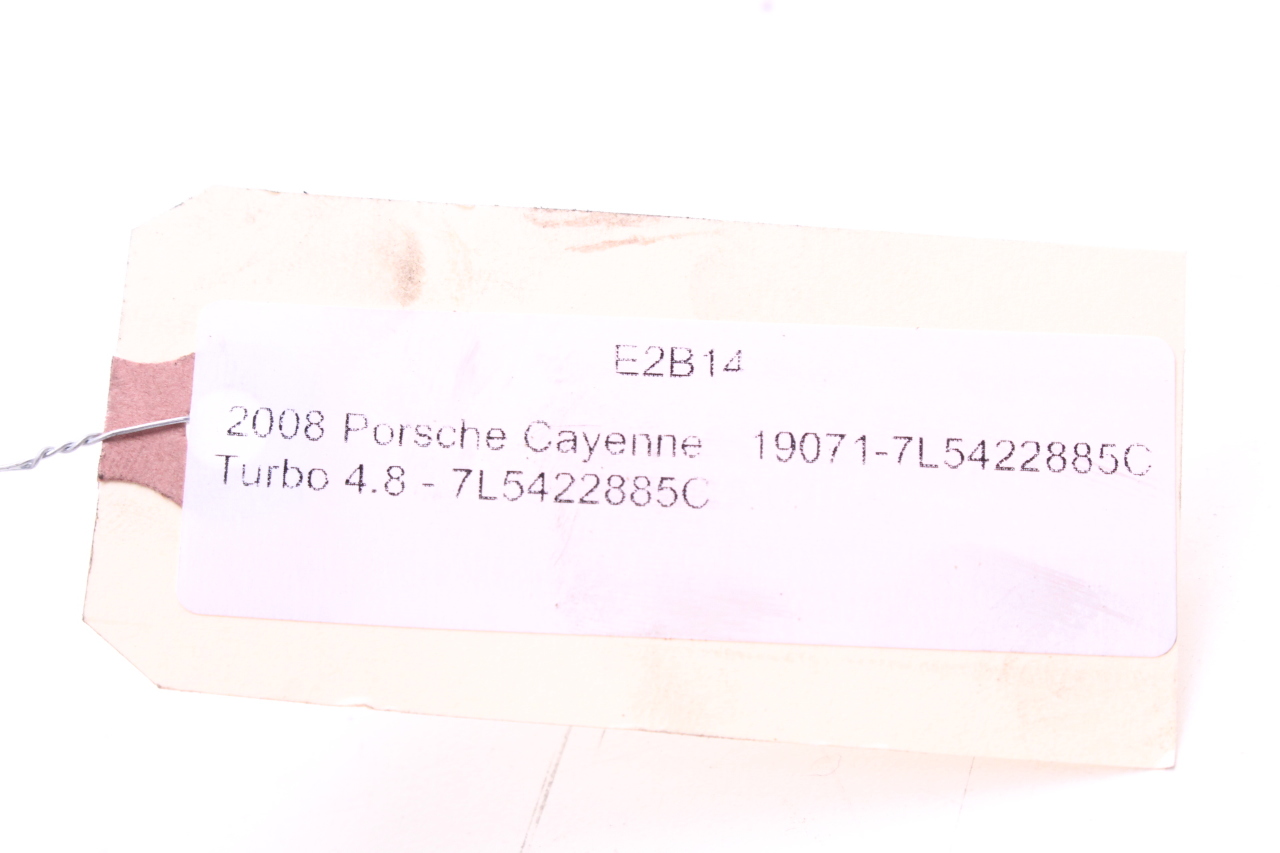 E2B14
2008 Porsche Cayenne 19071-7L5422885C
Turbo 4.8 - 7L5422885C